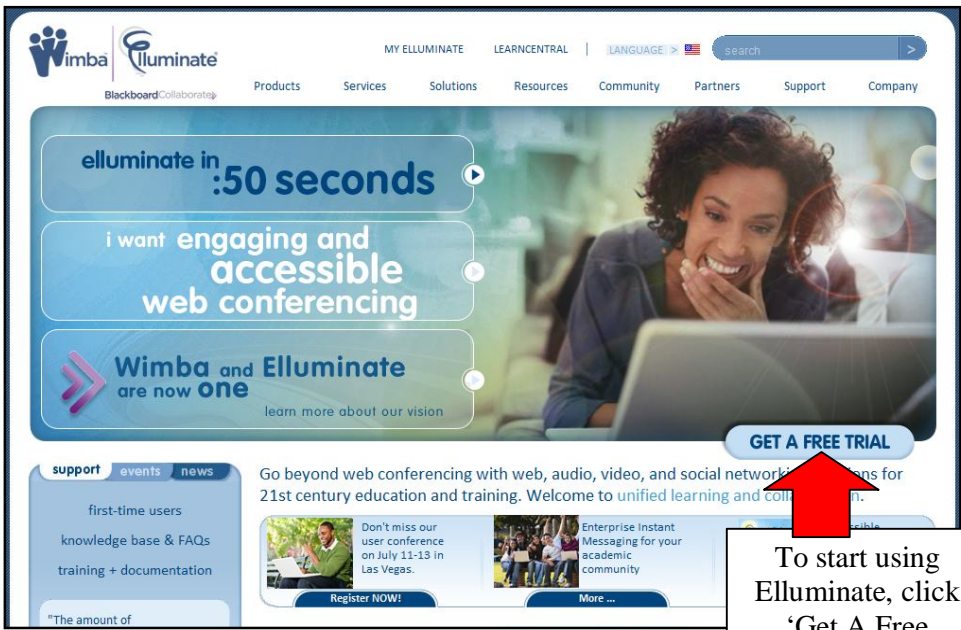 Wimba Elluminate
BlackboardCollaborate
MY ELLUMINATE LEARNCENTRAL | LANGUAGE > search >
Products Services Solutions Resources Community Partners Support Company
elluminate in
:50 seconds
i want engaging and
accessible
web conferencing
Wimba and Elluminate
are now one
learn more about our vision
GET A FREE TRIAL
support events news
first-time users
knowledge base & FAQs
training + documentation
"The amount of
Go beyond web conferencing with web, audio, video, and social for
21st century education and training. Welcome to unified learning and
Don't miss our
user conference
on July 11-13 in
Las Vegas.
Register NOW!
Enterprise Instant
Messaging for your
academic
community
More ...
To start using
Elluminate, click
‘Get A Free